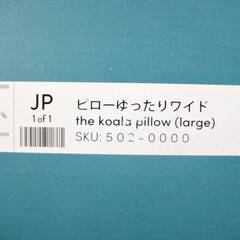 JP
1 of 1
ピローゆったりワイド
the koala pillow (large)
SKU: 502-0000